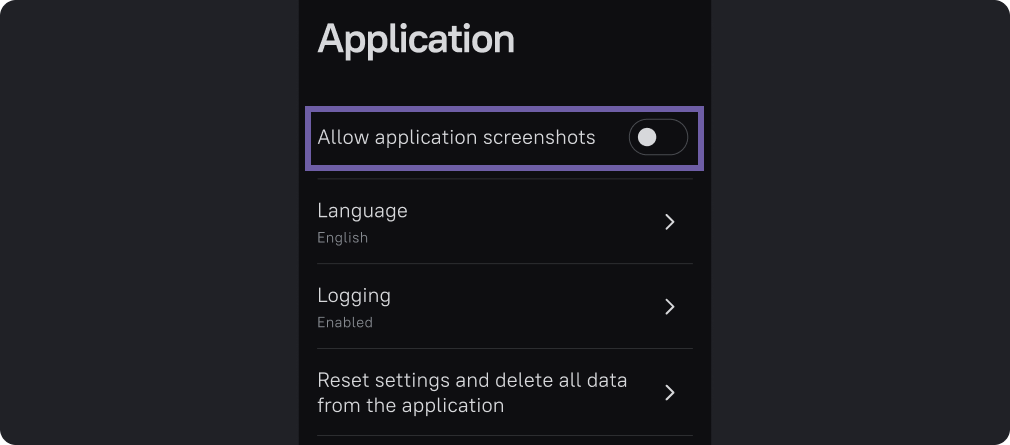 Application
Allow application screenshots
Language
English
Logging
Enabled
Reset settings and delete all data
from the application